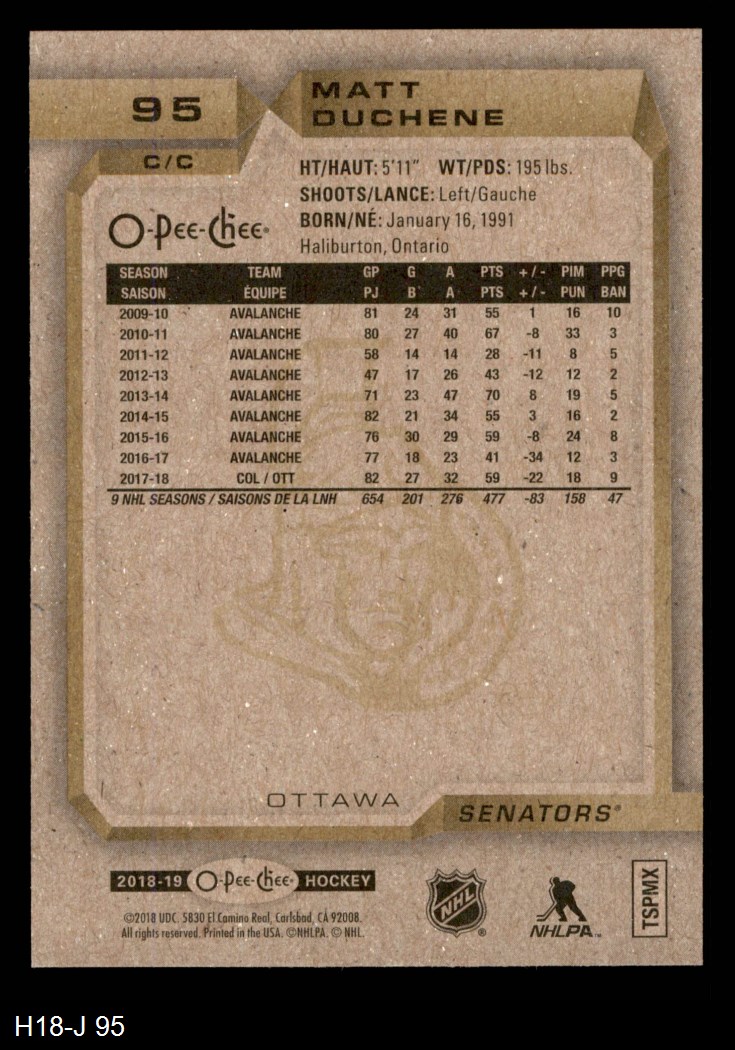 95
MATT
DUCHENE
C/C
HT/HAUT: 5'11" WT/PDS: 195 lbs.
SHOOTS/LANCE: Left/Gauche
BORN/NÉ: January 16, 1991
Haliburton, Ontario
O-Pee-Chee®
SEASON TEAM GP G A PTS +/- PIM PPG
SAISON ÉQUIPE PJ B A PTS +/- PUN BAN
2009-10 AVALANCHE 81 24 31 55 1 16 10
2010-11 AVALANCHE 80 27 40 67 -8 33 3
2011-12 AVALANCHE 58 14 14 28 -11 8 5
2012-13 AVALANCHE 47 17 26 43 -12 12 2
2013-14 AVALANCHE 71 23 47 70 8 19 5
2014-15 AVALANCHE 82 21 34 55 3 16 2
2015-16 AVALANCHE 76 30 29 59 -8 24 8
2016-17 AVALANCHE 77 18 23 41 -34 12 3
2017-18 COL / OTT 82 27 32 59 -22 18 9
9 NHL SEASONS / SAISONS DE LA LNH 654 201 276 477 -83 158 47
OTTAWA
SENATORS®
2018-19 O-Pee-Chee® HOCKEY
©2018 UDC. 5830 El Camino Real, Carlsbad, CA 92008.
All rights reserved. Printed in the USA. ©NHLPA. © NHL.
NHL ®
NHLPA™
TSPMX
H18-J 95